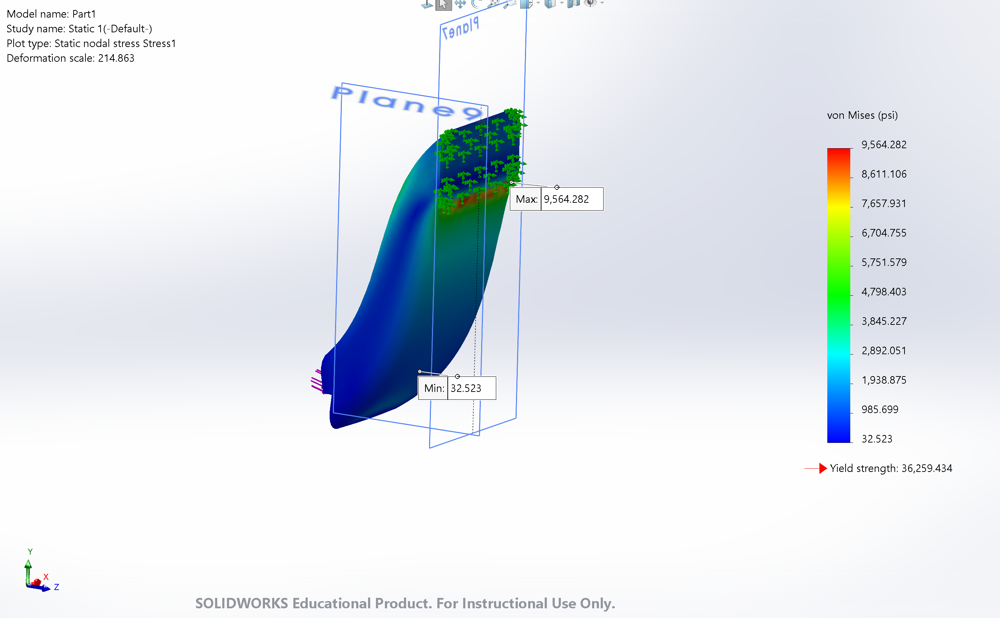 Model name: Part1
Study name: Static 1(-Default-)
Plot type: Static nodal stress Stress1
Deformation scale: 214.863
Plane7
Plane9
von Mises (psi)
9,564.282
8,611.106
7,657.931
6,704.755
5,751.579
4,798.403
3,845.227
2,892.051
1,938.875
985.699
32.523
Yield strength: 36,259.434
Max: 9,564.282
Min: 32.523
Y
X
Z
SOLIDWORKS Educational Product. For Instructional Use Only.